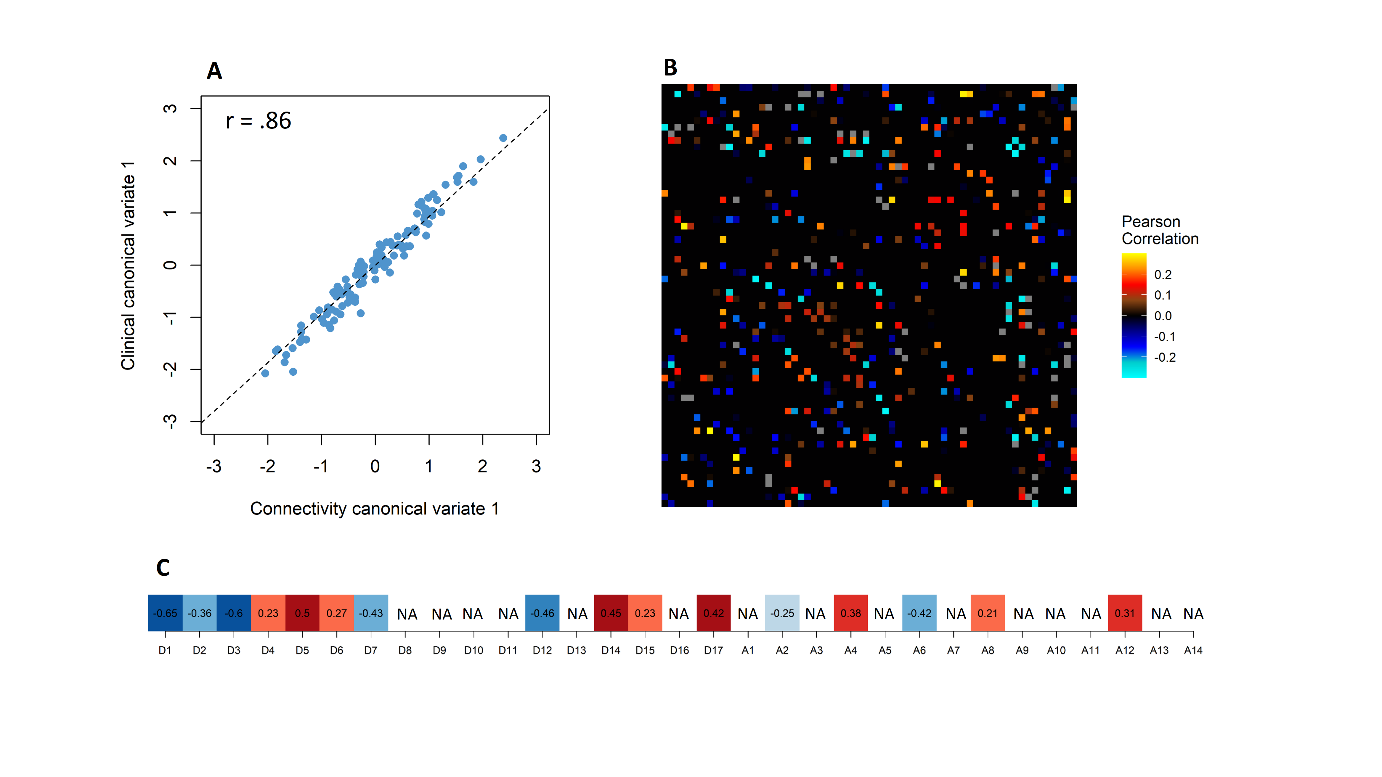 A
r = .86
3
2
1
0
-1
-2
-3
Clinical canonical variate 1
-3 -2 -1 0 1 2 3
Connectivity canonical variate 1
B
Pearson
Correlation
0.2
0.1
0.0
-0.1
-0.2
C
-0.65 -0.36 -0.6 0.23 0.5 0.27 -0.43 NA NA NA NA -0.46 NA 0.45 0.23 NA 0.42 NA -0.25 NA 0.38 NA -0.42 NA 0.21 NA NA NA 0.31 NA NA
D1 D2 D3 D4 D5 D6 D7 D8 D9 D10 D11 D12 D13 D14 D15 D16 D17 A1 A2 A3 A4 A5 A6 A7 A8 A9 A10 A11 A12 A13 A14